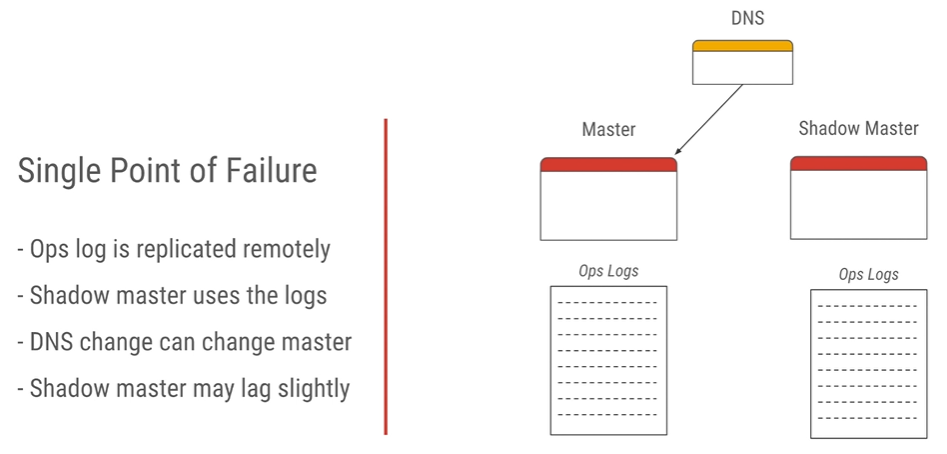 Single Point of Failure
- Ops log is replicated remotely
- Shadow master uses the logs
- DNS change can change master
- Shadow master may lag slightly
DNS
Master
Shadow Master
Ops Logs
Ops Logs